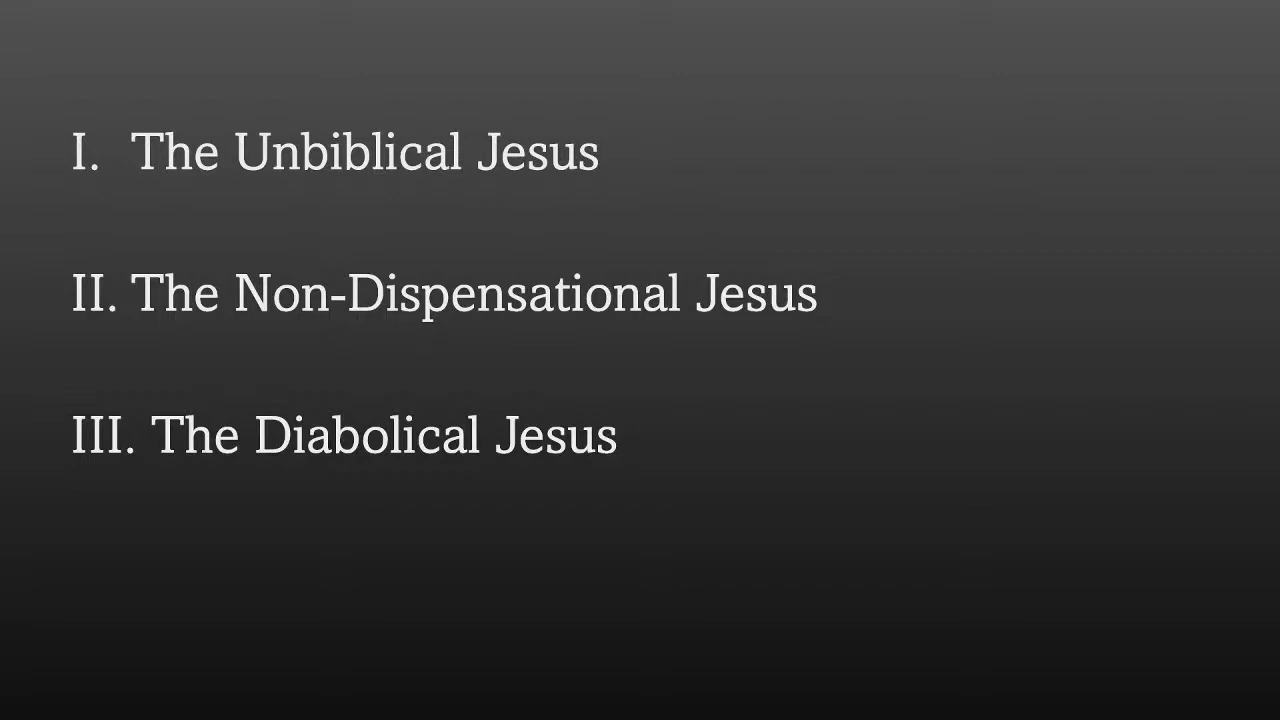 I. The Unbiblical Jesus
II. The Non-Dispensational Jesus
III. The Diabolical Jesus